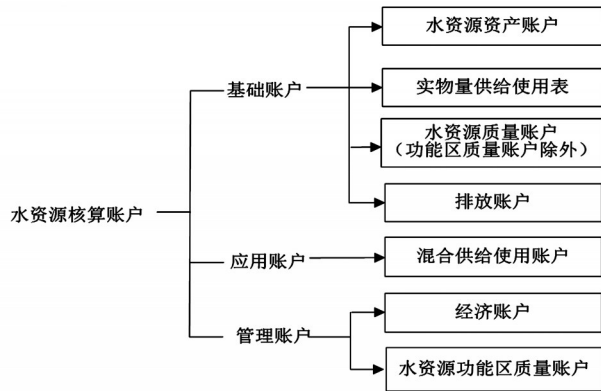 水资源核算账户
基础账户
水资源资产账户
实物量供给使用表
水资源质量账户
（功能区质量账户除外）
排放账户
应用账户
混合供给使用账户
管理账户
经济账户
水资源功能区质量账户